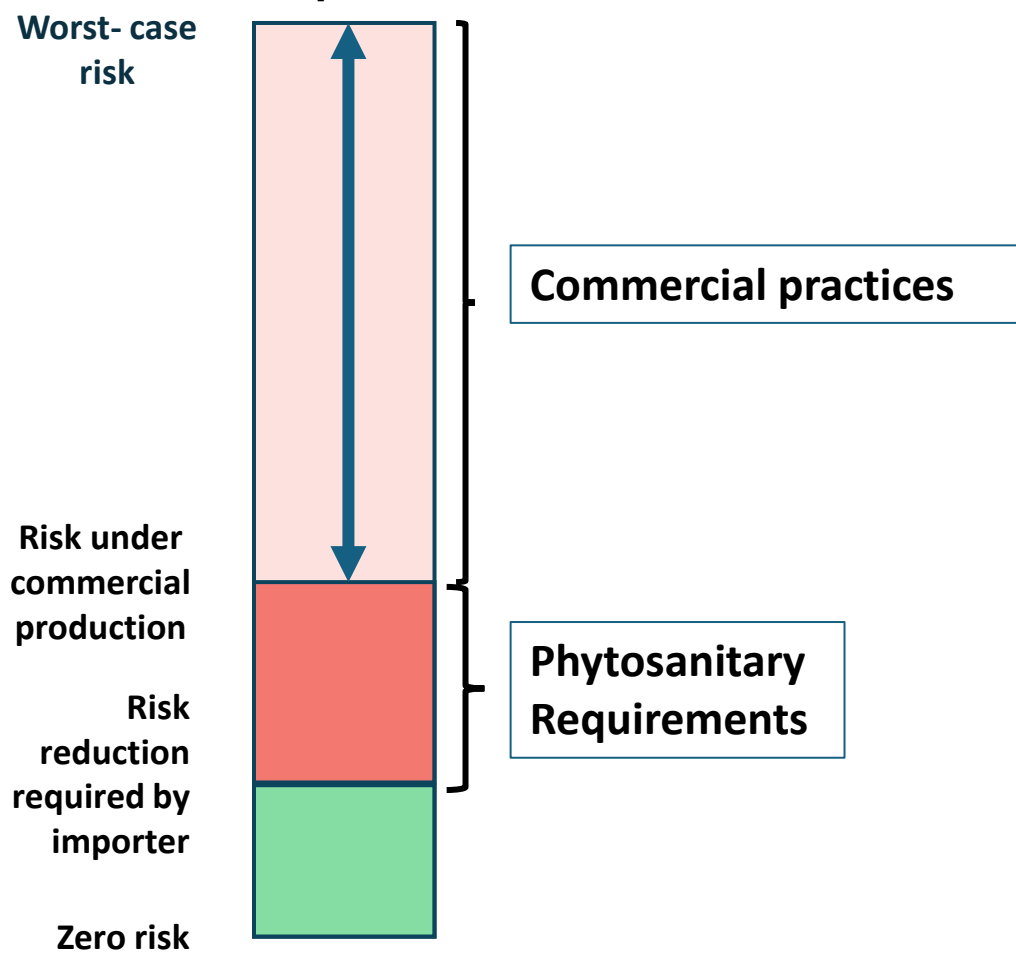 Worst- case
risk
Commercial practices
Risk under
commercial
production
Phytosanitary
Requirements
Risk
reduction
required by
importer
Zero risk